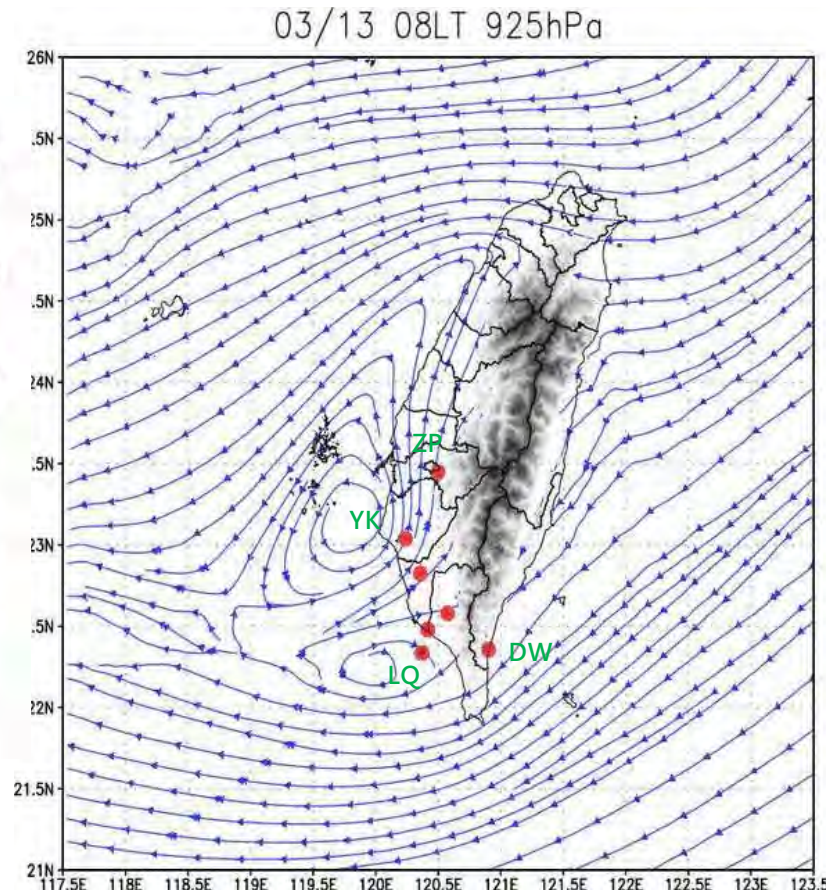 03/13 08LT 925hPa
26N
.5N
25N
.5N
24N
ZP
.5N
YK
23N
.5N
DW
LQ
22N
21.5N
21N
117.5E 118E 118.5E 119E 119.5E 120E 120.5E 121E 121.5E 122E 122.5E 123E 123.5